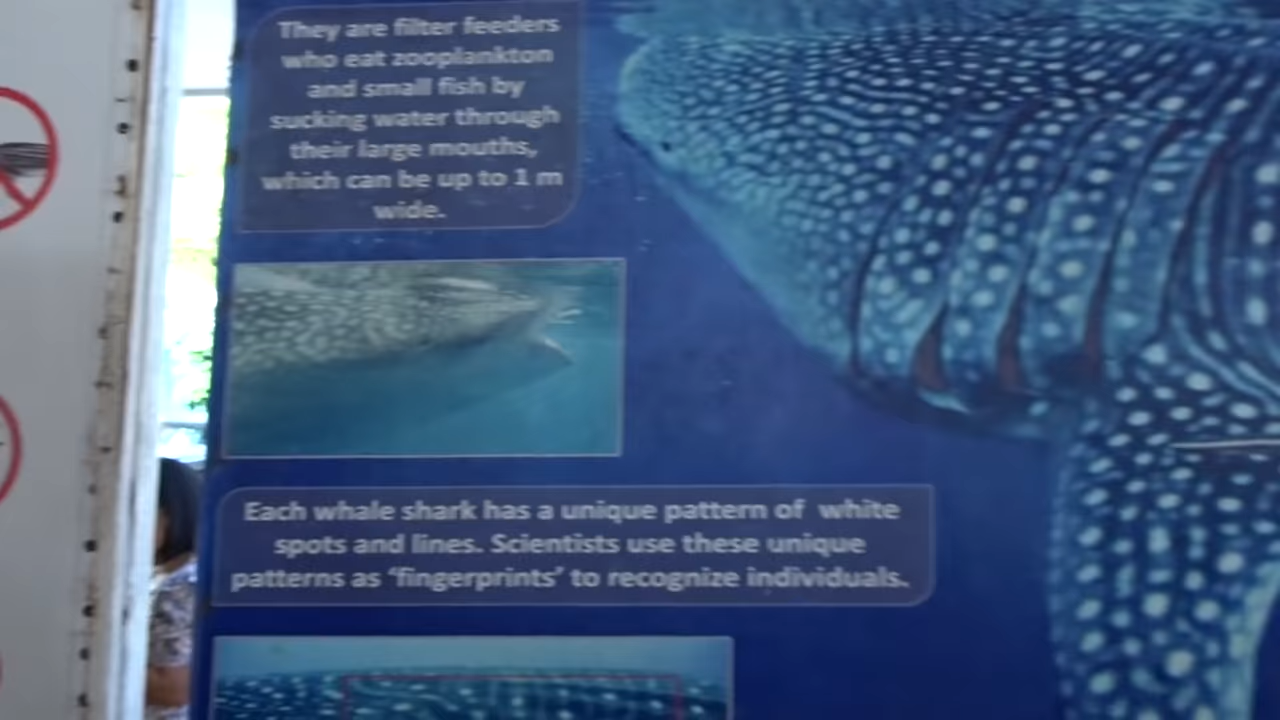 They are filter feeders
who eat zooplankton
and small fish by
sucking water through
their large mouths,
which can be up to 1 m
wide.
Each whale shark has a unique pattern of white
spots and lines. Scientists use these unique
patterns as ‘fingerprints’ to recognize individuals.